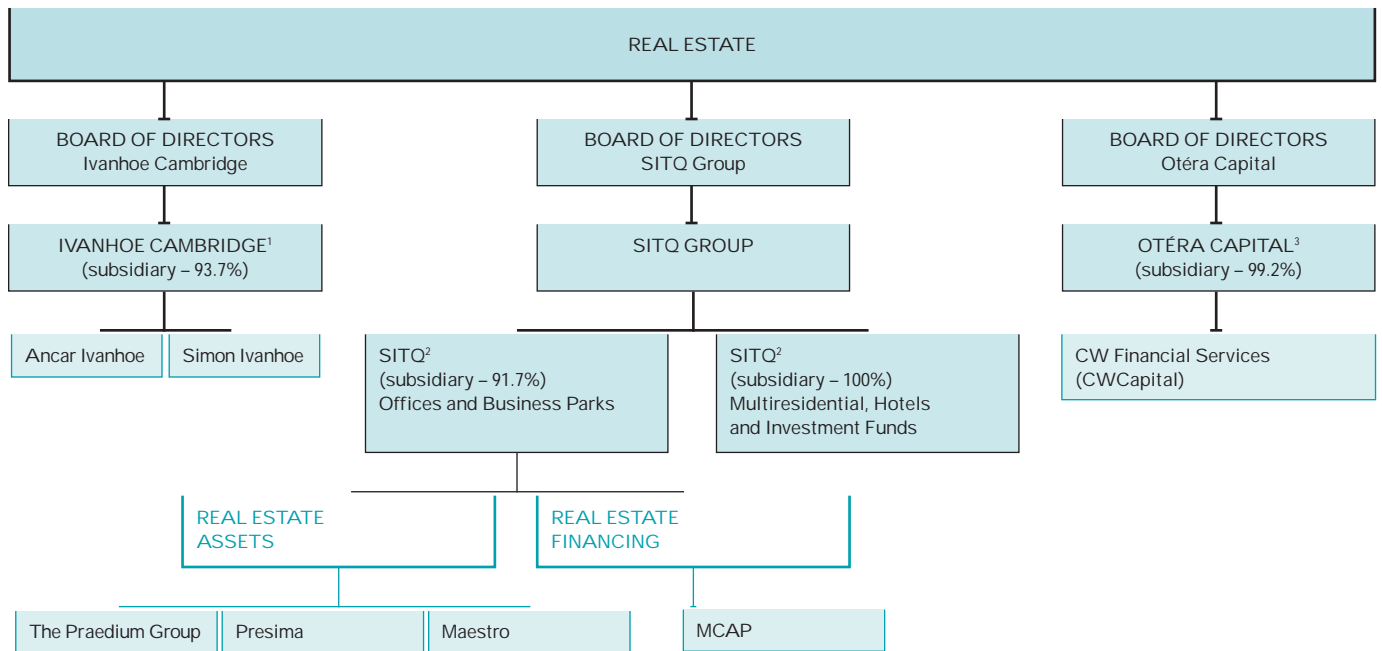 REAL ESTATE
BOARD OF DIRECTORS
Ivanhoe Cambridge
BOARD OF DIRECTORS
SITQ Group
BOARD OF DIRECTORS
Otéra Capital
IVANHOE CAMBRIDGE¹
(subsidiary – 93.7%)
SITQ GROUP
OTÉRA CAPITAL³
(subsidiary – 99.2%)
Ancar Ivanhoe
Simon Ivanhoe
SITQ²
(subsidiary – 91.7%)
Offices and Business Parks
SITQ²
(subsidiary – 100%)
Multiresidential, Hotels
and Investment Funds
CW Financial Services
(CWCapital)
REAL ESTATE
ASSETS
REAL ESTATE
FINANCING
The Praedium Group
Presima
Maestro
MCAP